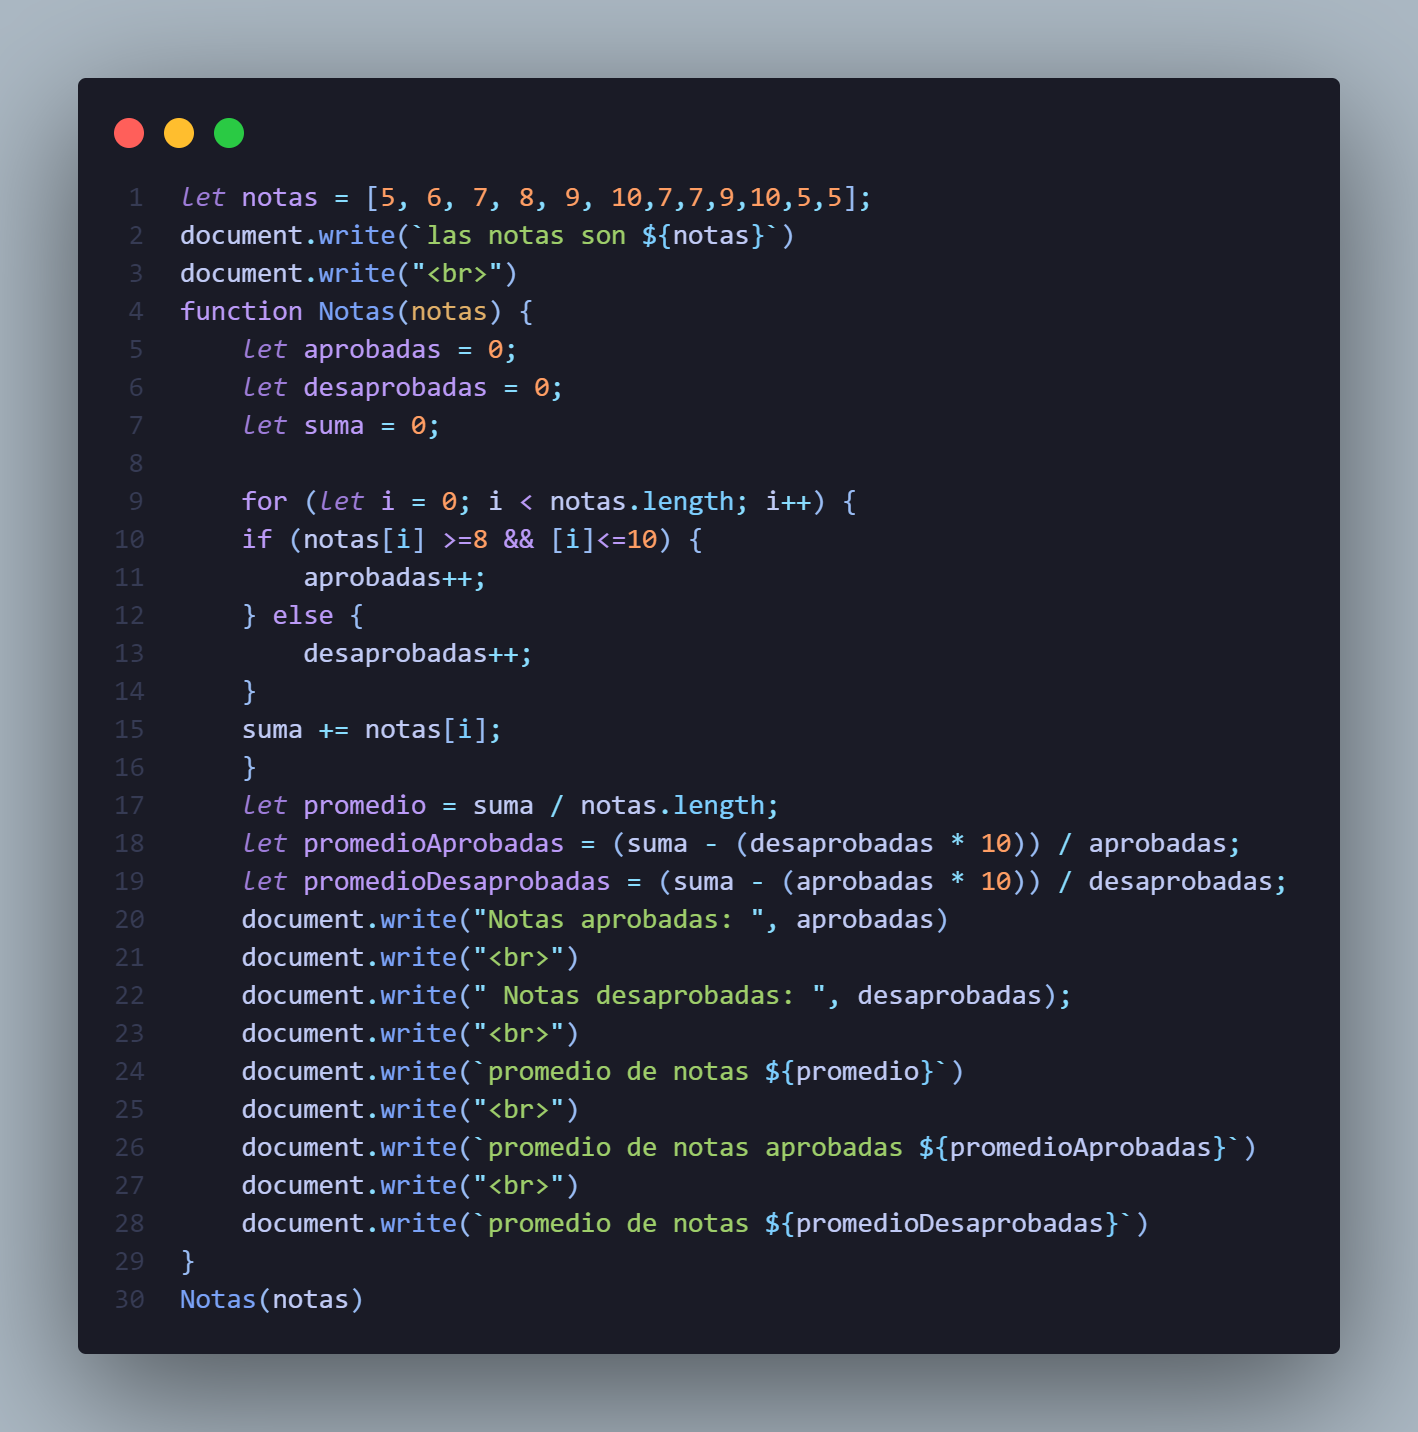 1 let notas = [5, 6, 7, 8, 9, 10,7,7,9,10,5,5];
2 document.write(`las notas son ${notas}`)
3 document.write("<br>")
4 function Notas(notas) {
5     let aprobadas = 0;
6     let desaprobadas = 0;
7     let suma = 0;
8
9     for (let i = 0; i < notas.length; i++) {
10     if (notas[i] >=8 && [i]<=10) {
11         aprobadas++;
12     } else {
13         desaprobadas++;
14     }
15     suma += notas[i];
16     }
17     let promedio = suma / notas.length;
18     let promedioAprobadas = (suma - (desaprobadas * 10)) / aprobadas;
19     let promedioDesaprobadas = (suma - (aprobadas * 10)) / desaprobadas;
20     document.write("Notas aprobadas: ", aprobadas)
21     document.write("<br>")
22     document.write(" Notas desaprobadas: ", desaprobadas);
23     document.write("<br>")
24     document.write(`promedio de notas ${promedio}`)
25     document.write("<br>")
26     document.write(`promedio de notas aprobadas ${promedioAprobadas}`)
27     document.write("<br>")
28     document.write(`promedio de notas ${promedioDesaprobadas}`)
29 }
30 Notas(notas)